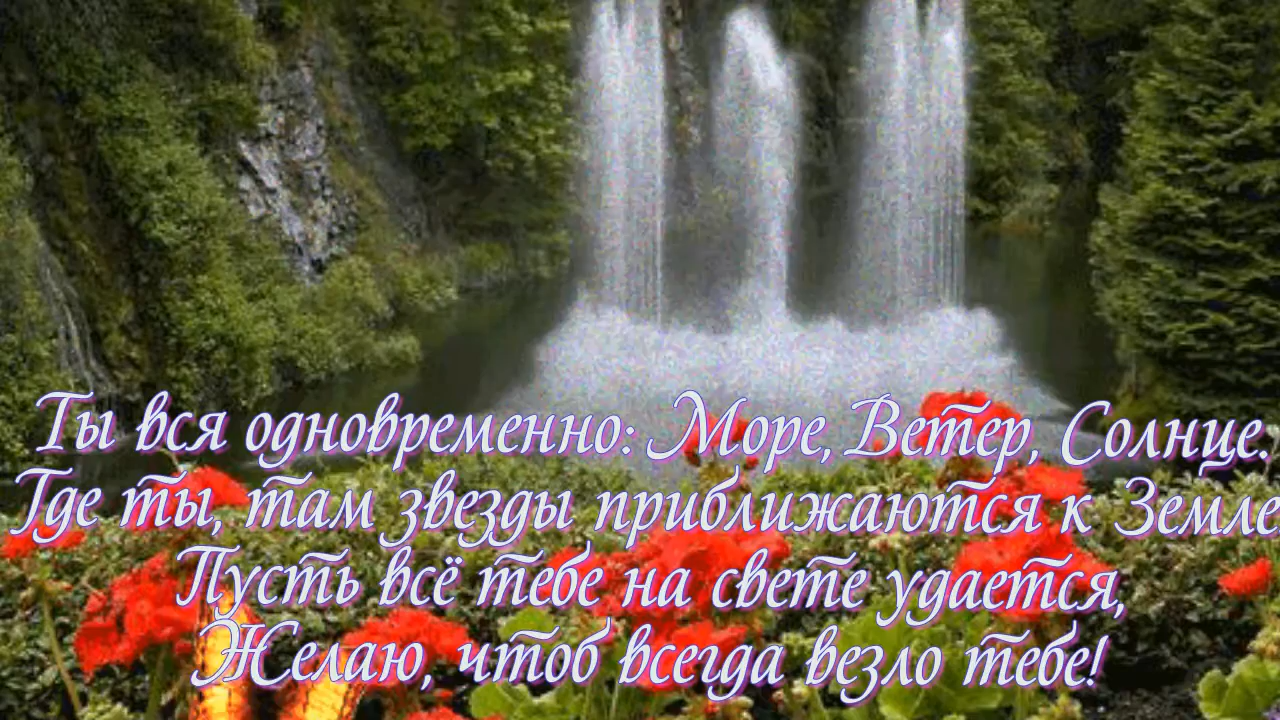 Ты вся одновременно: Море, Ветер, Солнце.
Где ты, там звезды приближаются к Земле
Пусть всё тебе на свете удается,
Желаю, чтоб всегда везло тебе!